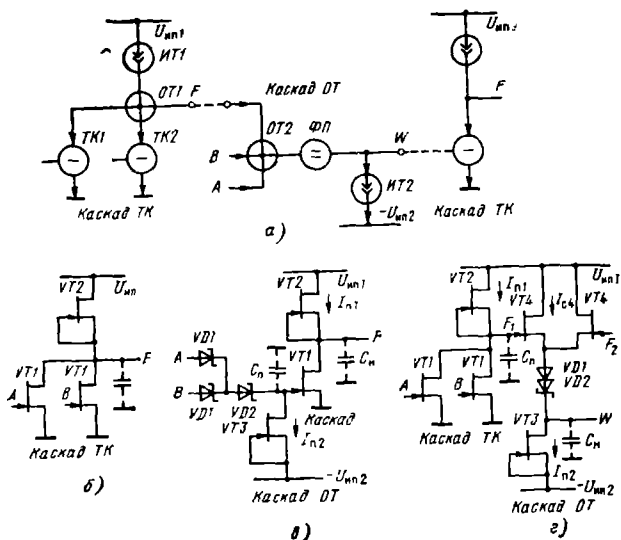 Uип1
ИТ1
ОТ1
F
Каскад ОТ
ТК1
ТК2
Каскад ТК
ОТ2
ФП
В
А
W
ИТ2
-Uип2
F
Каскад ТК
а)
VT2
Uип
VT1
VT1
F
А
В
Каскад ТК
б)
VT2
Uип1
Iп1
VD1
А
В
VD1
VD2
Cп
VT1
F
Cн
Каскад
VT3
Iп2
-Uип2
Каскад ОТ
в)
VT2
Uип1
Iп1
VT4
Iс4
VT4
F1
F2
Cп
VT1
VT1
А
В
VD1
VD2
VT3
W
Cн
Каскад ТК
Iп2
-Uип2
Каскад ОТ
г)